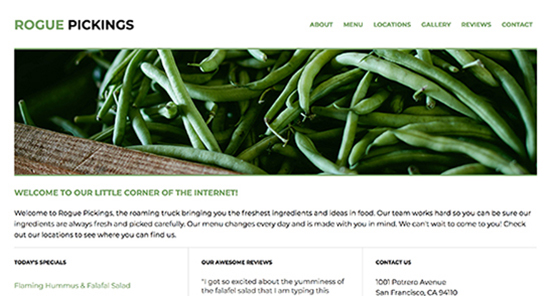 ROGUE PICKINGS
ABOUT MENU LOCATIONS GALLERY REVIEWS CONTACT
WELCOME TO OUR LITTLE CORNER OF THE INTERNET!
Welcome to Rogue Pickings, the roaming truck bringing you the freshest ingredients and ideas in food. Our team works hard so you can be sure our
ingredients are always fresh and picked carefully. Our menu changes every day and is made with you in mind. We can't wait to come to you! Check
out our locations to see where you can find us.
TODAY'S SPECIALS
Flaming Hummus & Falafal Salad
OUR AWESOME REVIEWS
"I got so excited about the yumminess of
the falafel salad that I am typing this
CONTACT US
1001 Potrero Avenue
San Francisco, CA 94110